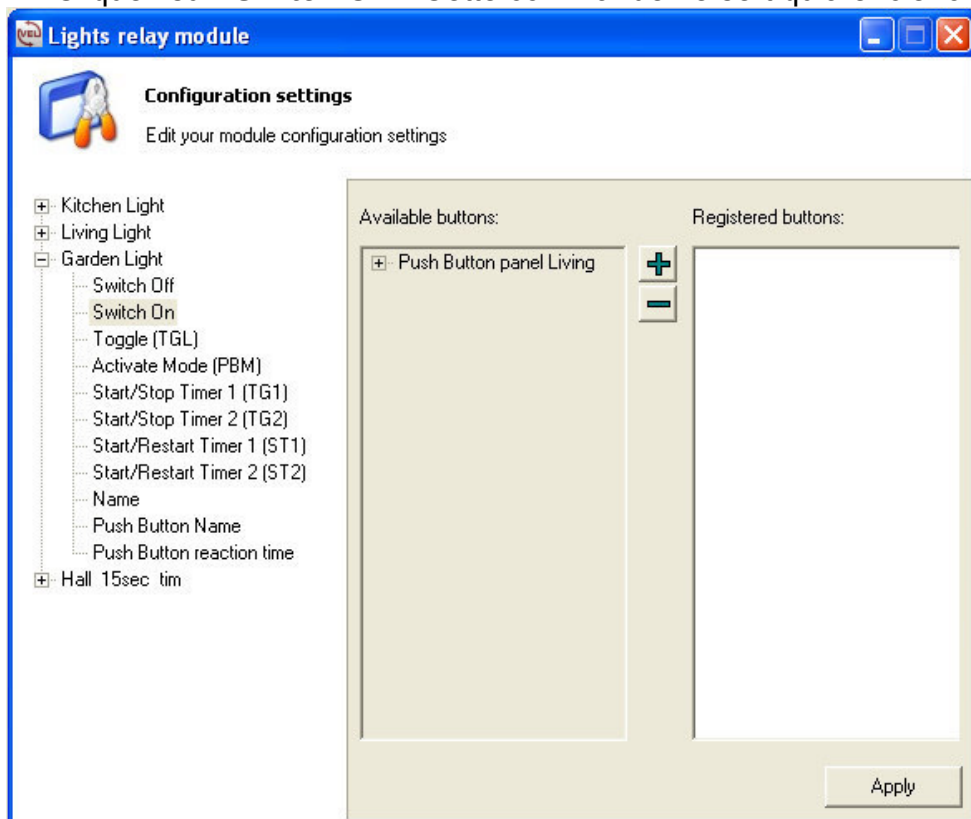 Lights relay module
Configuration settings
Edit your module configuration settings
Kitchen Light
Living Light
Garden Light
Switch Off
Switch On
Toggle (TGL)
Activate Mode (PBM)
Start/Stop Timer 1 (TG1)
Start/Stop Timer 2 (TG2)
Start/Restart Timer 1 (ST1)
Start/Restart Timer 2 (ST2)
Name
Push Button Name
Push Button reaction time
Hall 15sec tim
Available buttons:
Push Button panel Living
Registered buttons:
Apply